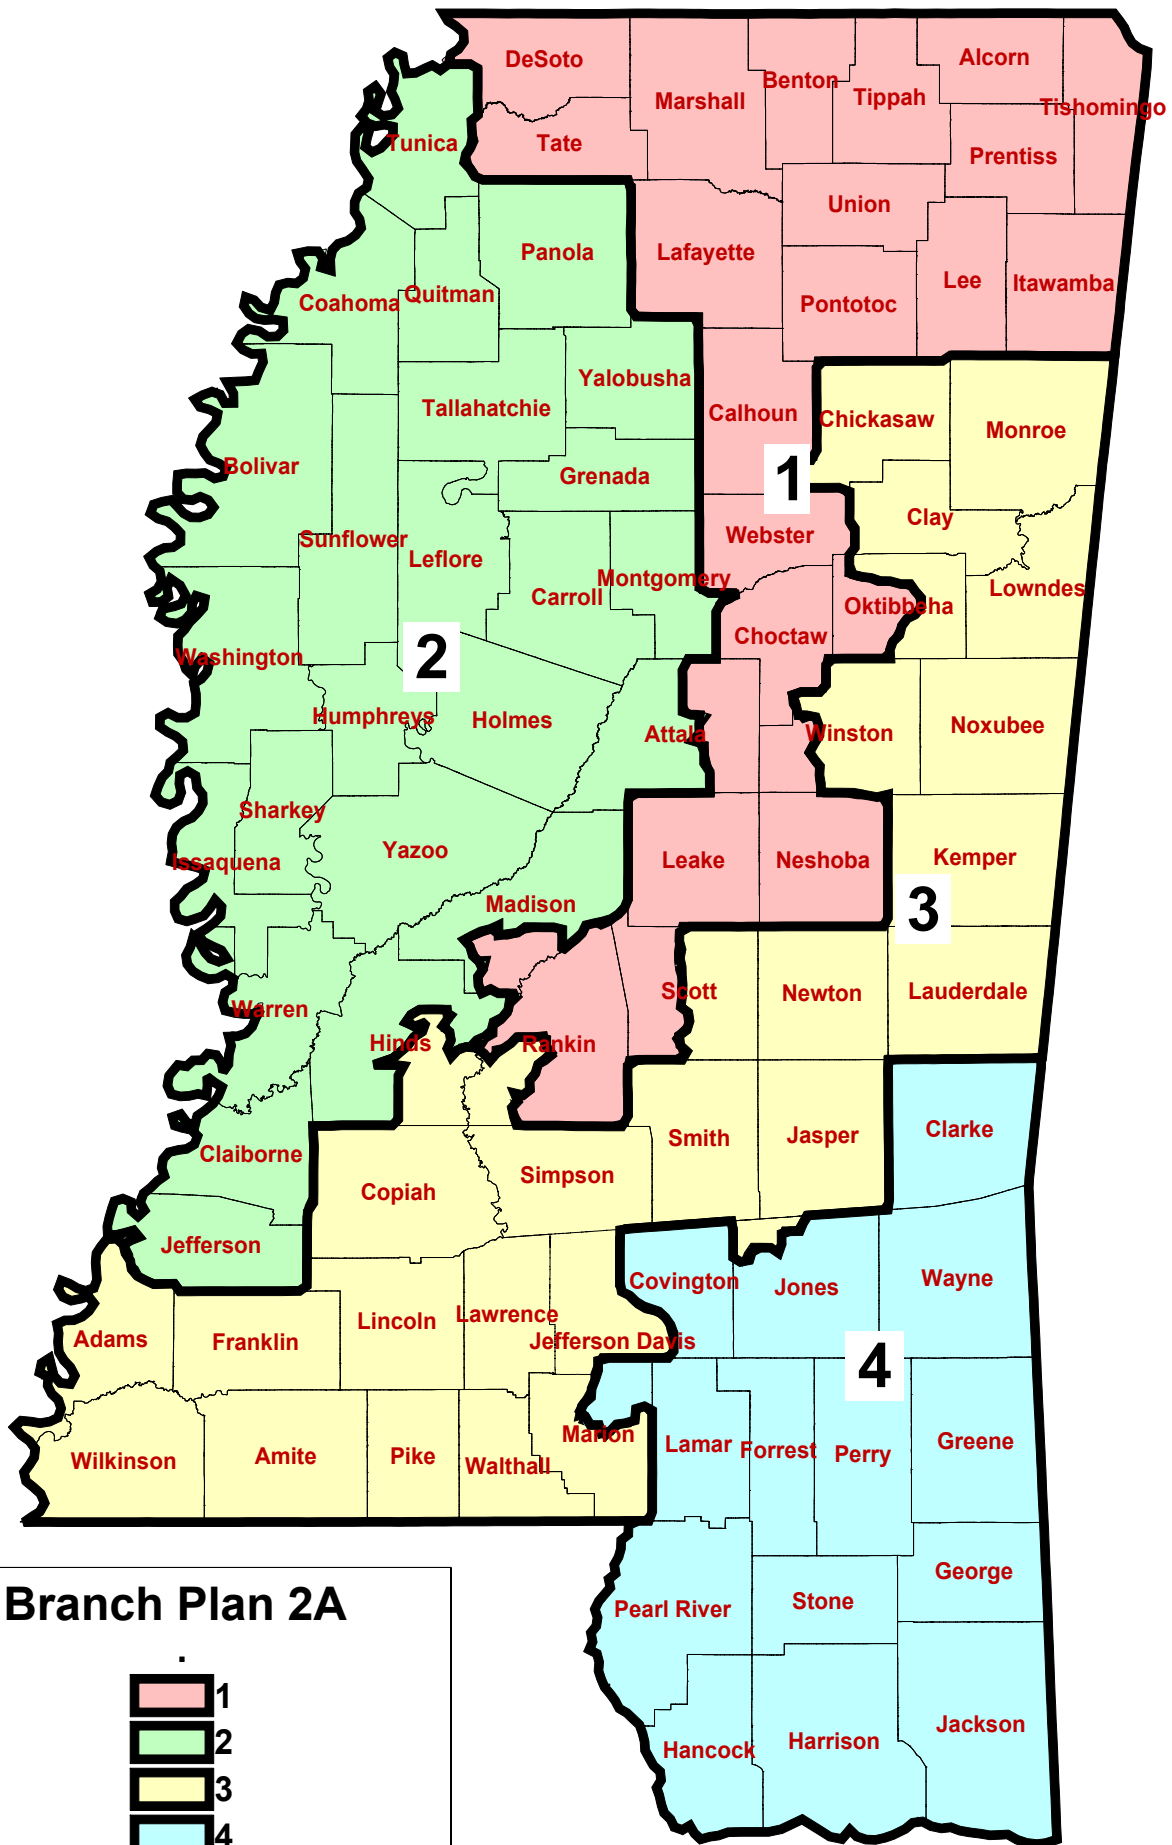 DeSoto
Alcorn
Benton
Marshall
Tippah
Tishomingo
Tunica
Tate
Prentiss
Union
Panola
Lafayette
Lee
Itawamba
Coahoma
Quitman
Pontotoc
Yalobusha
Tallahatchie
Calhoun
Chickasaw
Monroe
Bolivar
Grenada
1
Clay
Sunflower
Webster
Leflore
Montgomery
Carroll
Lowndes
Oktibbeha
Choctaw
Washington
2
Humphreys
Holmes
Attala
Winston
Noxubee
Sharkey
Yazoo
Issaquena
Leake
Neshoba
Kemper
Madison
3
Warren
Scott
Newton
Lauderdale
Hinds
Rankin
Claiborne
Smith
Jasper
Clarke
Copiah
Simpson
Jefferson
Covington
Jones
Wayne
Adams
Franklin
Lincoln
Lawrence
Jefferson Davis
4
Wilkinson
Amite
Pike
Walthall
Marion
Lamar
Forrest
Perry
Greene
George
Pearl River
Stone
Hancock
Harrison
Jackson
Branch Plan 2A
.
1
2
3
4